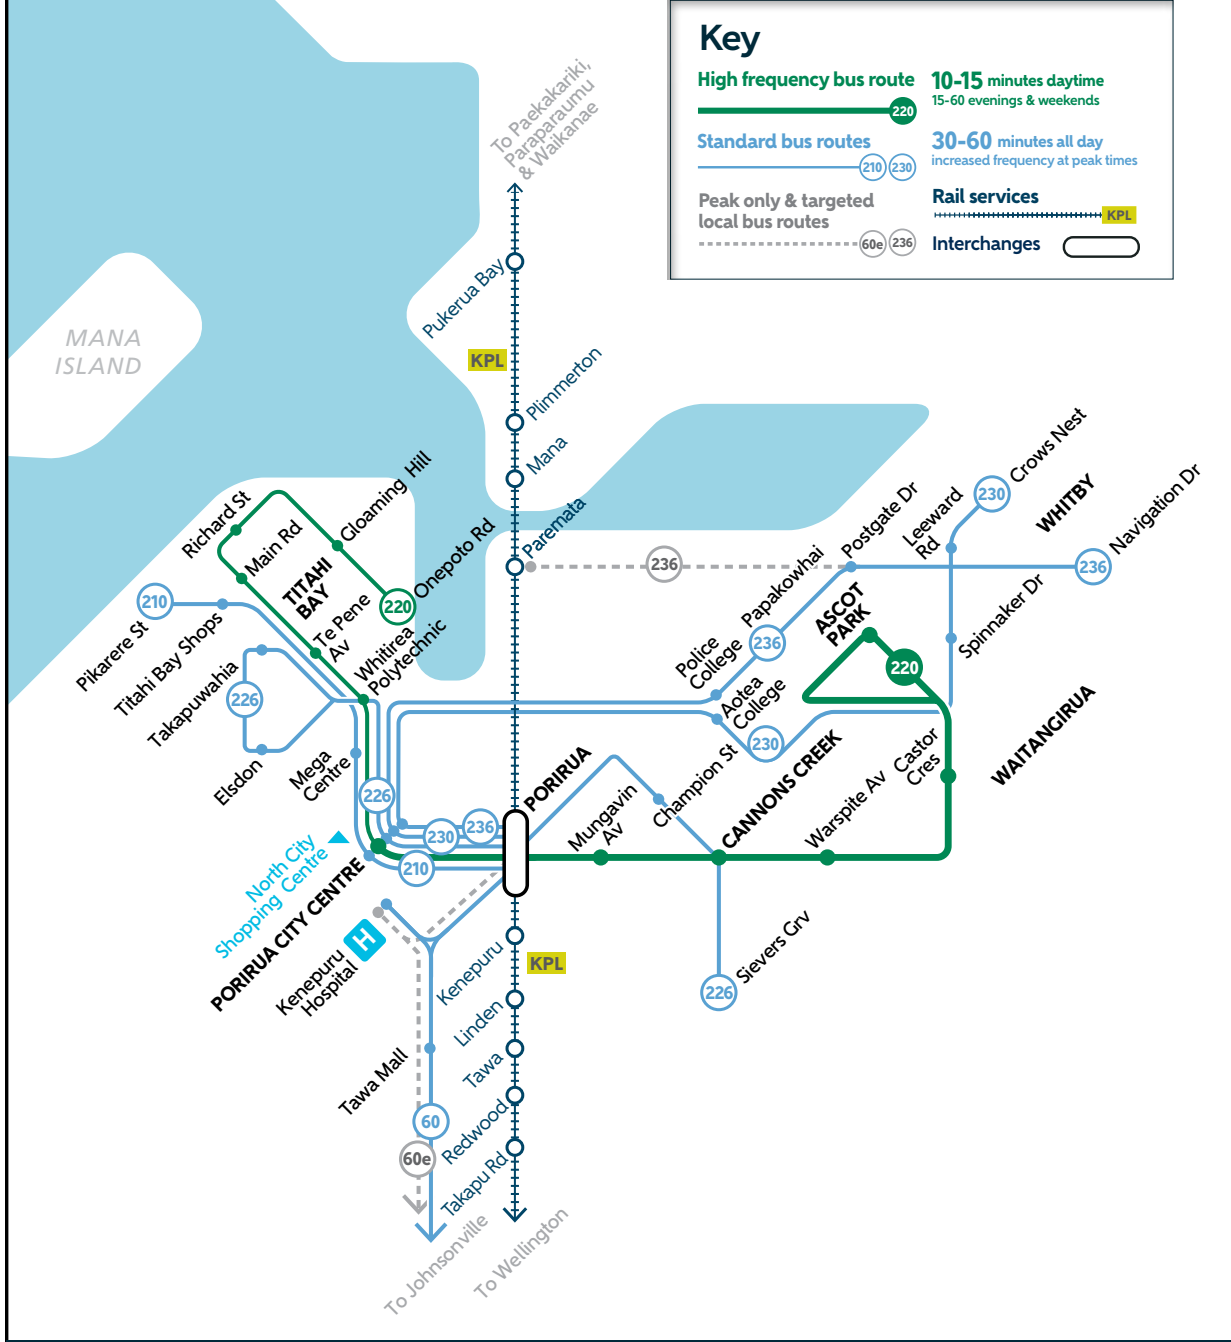 Key
High frequency bus route
220
10-15 minutes daytime
15-60 evenings & weekends
Standard bus routes
210
230
30-60 minutes all day
increased frequency at peak times
Peak only & targeted
local bus routes
60e
236
Rail services
KPL
Interchanges
To Paekakariki,
Paraparaumu
& Waikanae
Pukerua Bay
MANA
ISLAND
KPL
Plimmerton
Mana
Paremata
236
Crows Nest
230
WHITBY
Leeward
Rd
Navigation Dr
236
Postgate Dr
Papakowhai
236
Spinnaker Dr
ASCOT
PARK
220
Police
College
Aotea
College
230
Richard St
Main Rd
Gloaming Hill
TITAHI
BAY
Onepoto Rd
220
Te Pene
Av
Whitirea
Polytechnic
210
Pikarere St
Titahi Bay Shops
Takapuwahia
226
Elsdon
Mega
Centre
226
236
230
210
PORIRUA
Mungavin
Av
Champion St
CANNONS CREEK
Warspite Av
Castor
Cres
WAITANGIRUA
North City
Shopping Centre
PORIRUA CITY CENTRE
H
Kenepuru
Hospital
Sievers Grv
226
Kenepuru
KPL
Linden
Tawa
Redwood
Takapu Rd
Tawa Mall
60
60e
To Johnsonville
To Wellington